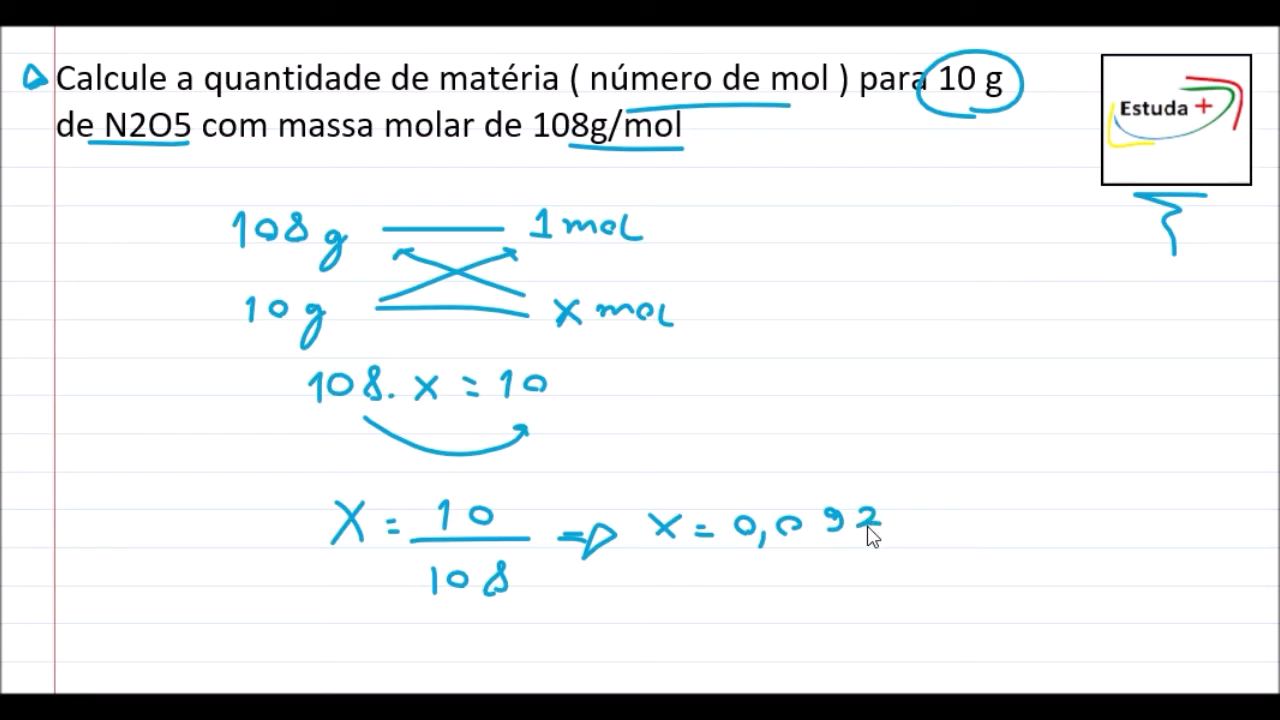 Calcule a quantidade de matéria ( número de mol ) para 10 g
de N2O5 com massa molar de 108g/mol
Estuda +
108 g 1 mol
10 g x mol
108. x = 10
X = 10
108
x = 0,092